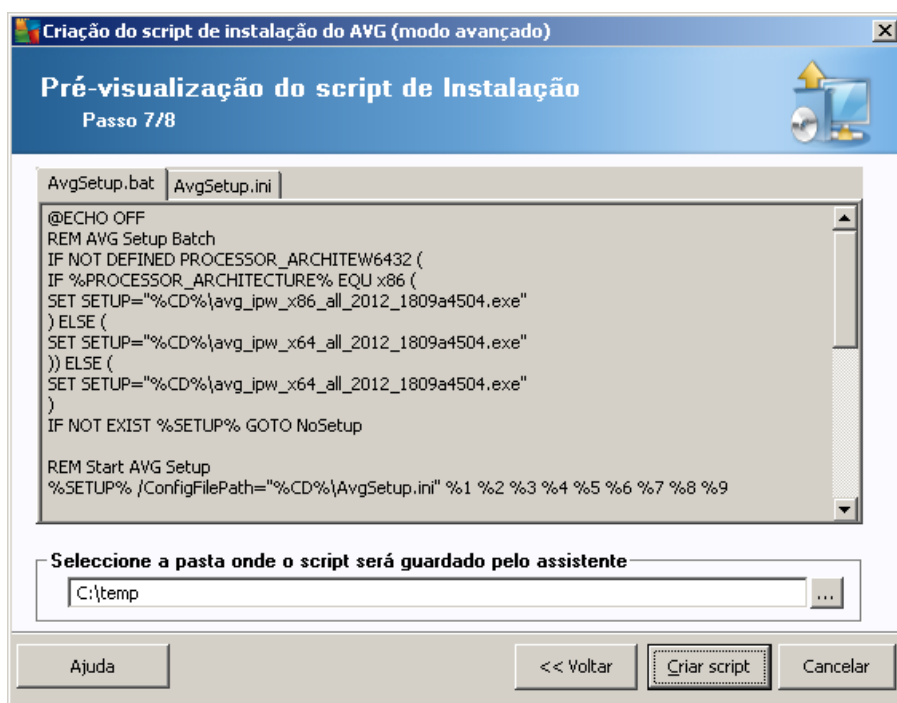 Criação do script de instalação do AVG (modo avançado)
Pré-visualização do script de Instalação
Passo 7/8
AvgSetup.bat
AvgSetup.ini
@ECHO OFF
REM AVG Setup Batch
IF NOT DEFINED PROCESSOR_ARCHITEW6432 (
IF %PROCESSOR_ARCHITECTURE% EQU x86 (
SET SETUP="%CD%\avg_ipw_x86_all_2012_1809a4504.exe"
) ELSE (
SET SETUP="%CD%\avg_ipw_x64_all_2012_1809a4504.exe"
)) ELSE (
SET SETUP="%CD%\avg_ipw_x64_all_2012_1809a4504.exe"
)
IF NOT EXIST %SETUP% GOTO NoSetup
REM Start AVG Setup
%SETUP% /ConfigFilePath="%CD%\AvgSetup.ini" %1 %2 %3 %4 %5 %6 %7 %8 %9
Seleccione a pasta onde o script será guardado pelo assistente
C:\temp
...
Ajuda
<< Voltar
Criar script
Cancelar